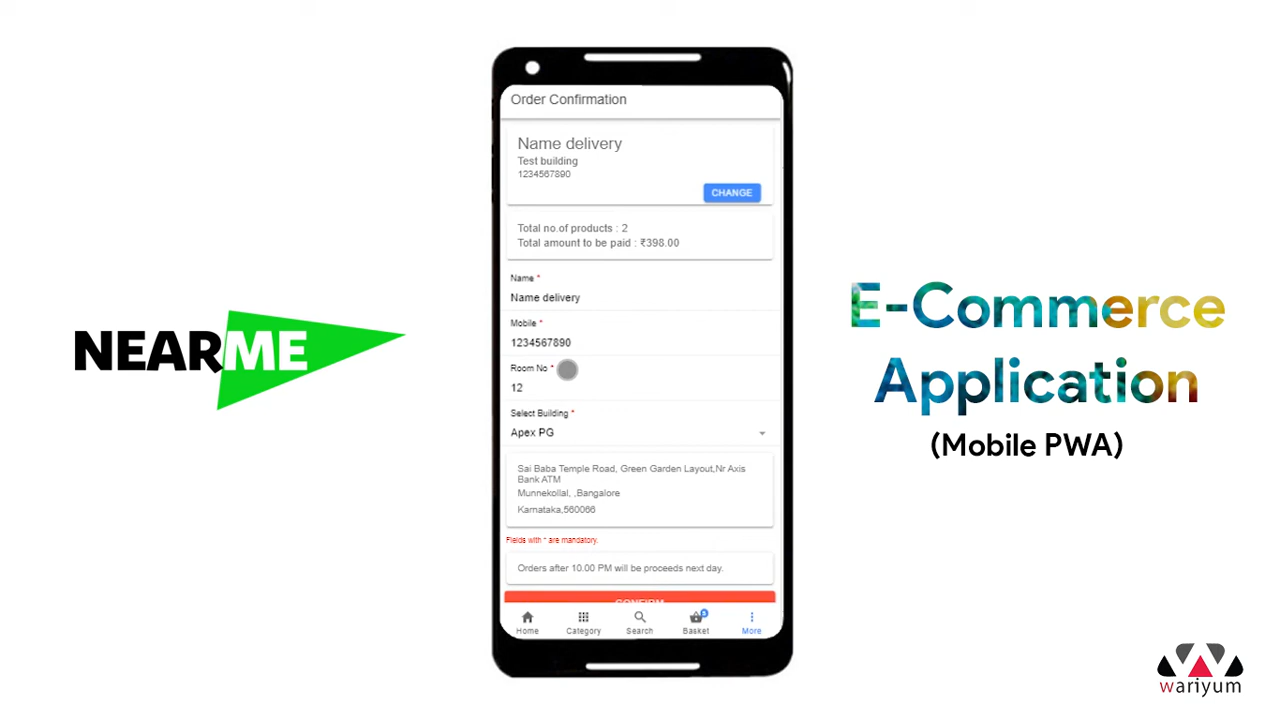 NEARME
Order Confirmation
Name delivery
Test building
1234567890
CHANGE
Total no.of products : 2
Total amount to be paid : ₹398.00
Name *
Name delivery
Mobile *
1234567890
Room No *
12
Select Building *
Apex PG
Sai Baba Temple Road, Green Garden Layout,Nr Axis
Bank ATM
Munnekollal, ,Bangalore
Karnataka,560066
Fields with * are mandatory.
Orders after 10.00 PM will be proceeds next day.
CONFIRM
Home Category Search Basket More
E-Commerce
Application
(Mobile PWA)
wariyum